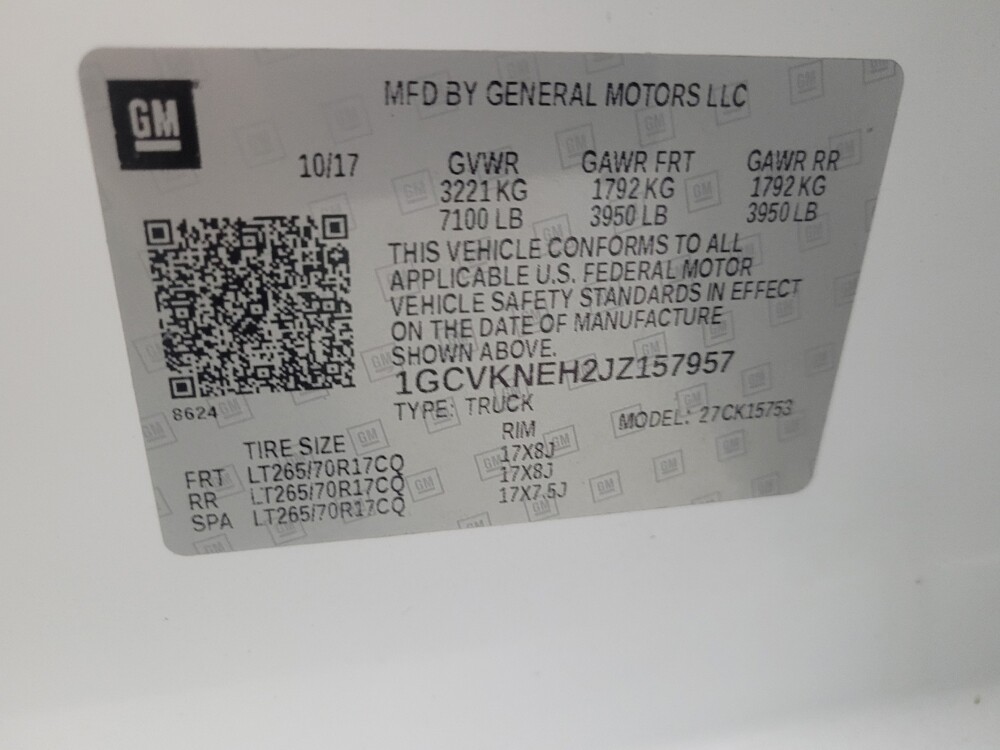 GM
MFD BY GENERAL MOTORS LLC
10/17 GVWR GAWR FRT GAWR RR
3221 KG 1792 KG 1792 KG
7100 LB 3950 LB 3950 LB
THIS VEHICLE CONFORMS TO ALL
APPLICABLE U.S. FEDERAL MOTOR
VEHICLE SAFETY STANDARDS IN EFFECT
ON THE DATE OF MANUFACTURE
SHOWN ABOVE.
1GCVKNEH2JZ157957
8624
TYPE: TRUCK MODEL: 27CK15753
TIRE SIZE RIM
FRT LT265/70R17CQ 17X8J
RR LT265/70R17CQ 17X8J
SPA LT265/70R17CQ 17X7.5J